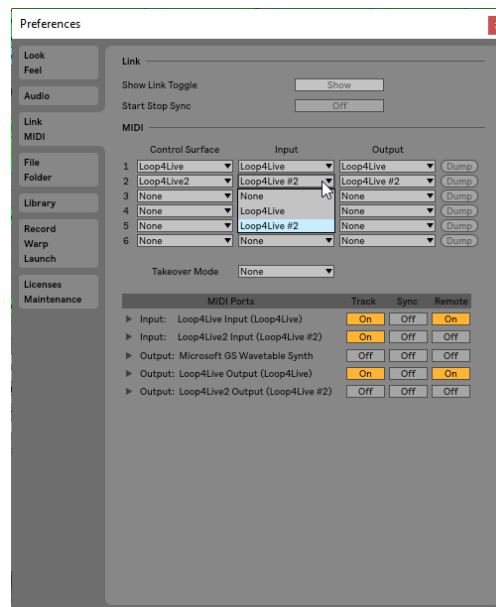 Preferences
Look
Feel
Audio
Link
MIDI
File
Folder
Library
Record
Warp
Launch
Licenses
Maintenance
Link
Show Link Toggle Show
Start Stop Sync Off
MIDI
Control Surface Input Output
1 Loop4Live Loop4Live Loop4Live Dump
2 Loop4Live2 Loop4Live #2 Loop4Live #2 Dump
3 None None None Dump
4 None Loop4Live None Dump
5 None Loop4Live #2 None Dump
6 None None None Dump
Takeover Mode None
MIDI Ports Track Sync Remote
Input: Loop4Live Input (Loop4Live) On Off On
Input: Loop4Live2 Input (Loop4Live #2) On Off Off
Output: Microsoft GS Wavetable Synth Off Off Off
Output: Loop4Live Output (Loop4Live) On Off On
Output: Loop4Live2 Output (Loop4Live #2) Off Off Off